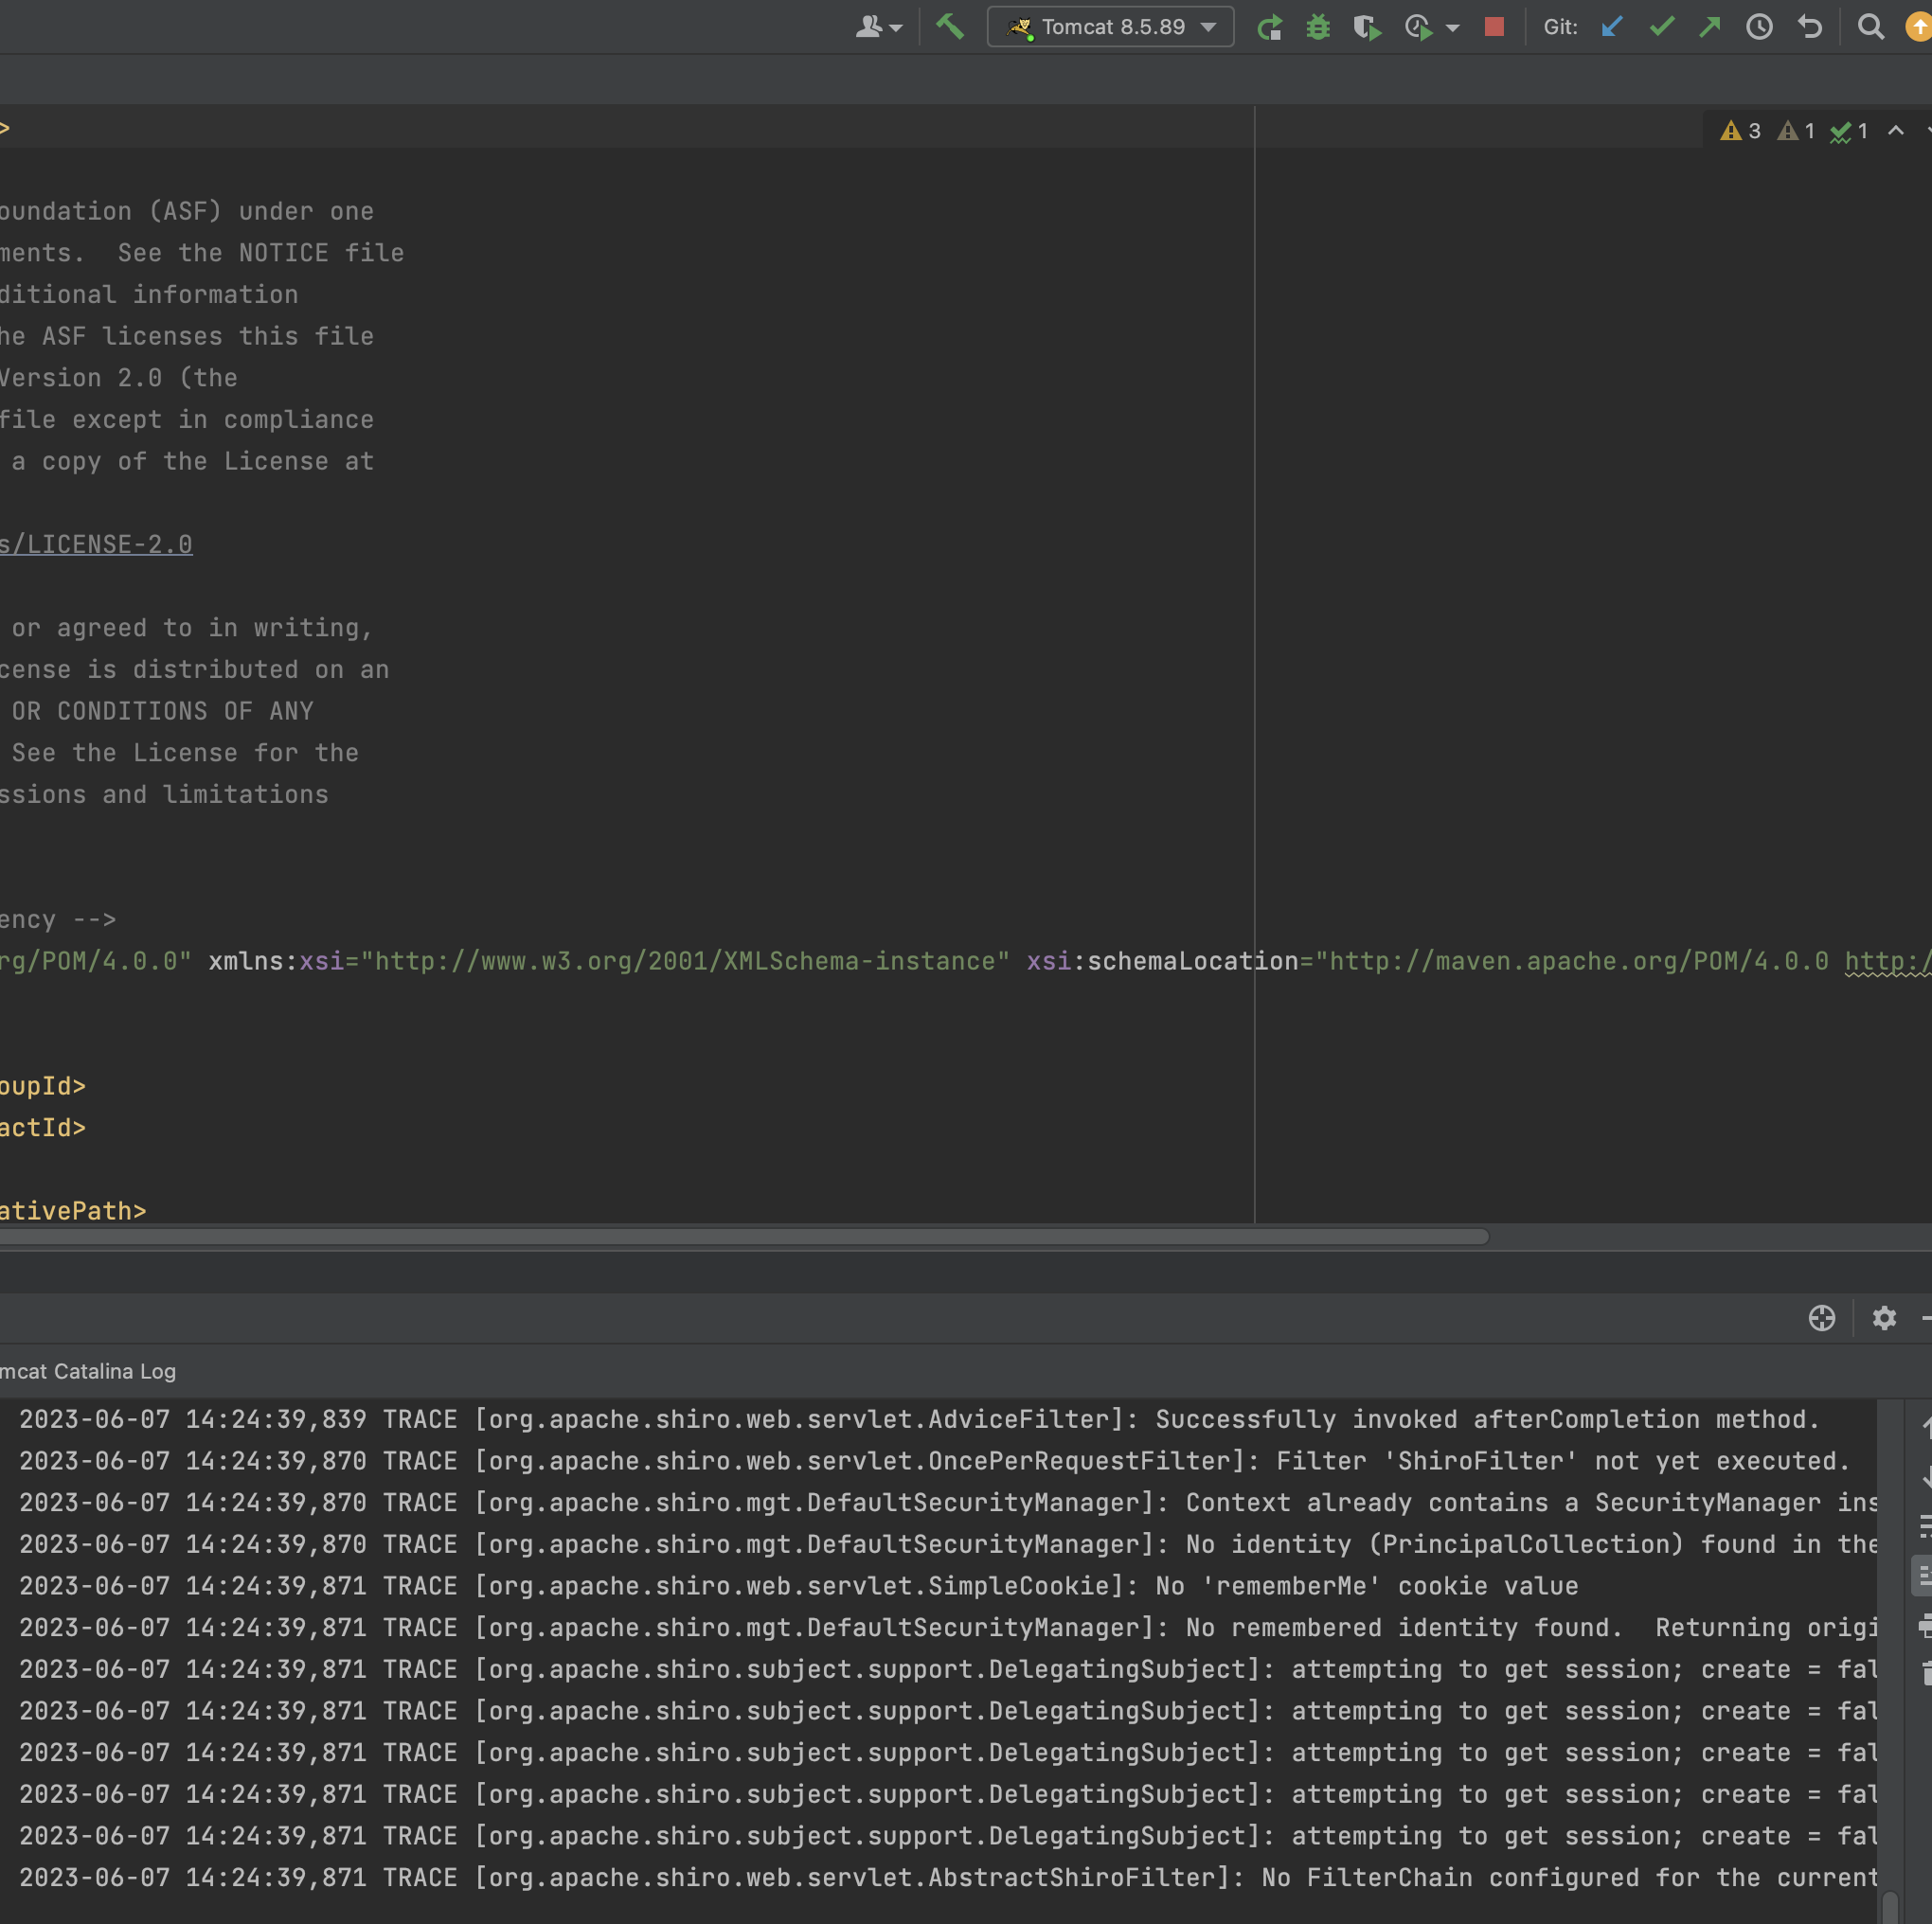 Tomcat 8.5.89
Git:
>
3 1 1
oundation (ASF) under one
ments.  See the NOTICE file
ditional information
he ASF licenses this file
Version 2.0 (the
file except in compliance
a copy of the License at
s/LICENSE-2.0
or agreed to in writing,
cense is distributed on an
OR CONDITIONS OF ANY
See the License for the
ssions and limitations
ency -->
rg/POM/4.0.0" xmlns:xsi="http://www.w3.org/2001/XMLSchema-instance" xsi:schemaLocation="http://maven.apache.org/POM/4.0.0 http:/
oupId>
actId>
ativePath>
mcat Catalina Log
2023-06-07 14:24:39,839 TRACE [org.apache.shiro.web.servlet.AdviceFilter]: Successfully invoked afterCompletion method.
2023-06-07 14:24:39,870 TRACE [org.apache.shiro.web.servlet.OncePerRequestFilter]: Filter 'ShiroFilter' not yet executed.
2023-06-07 14:24:39,870 TRACE [org.apache.shiro.mgt.DefaultSecurityManager]: Context already contains a SecurityManager ins
2023-06-07 14:24:39,870 TRACE [org.apache.shiro.mgt.DefaultSecurityManager]: No identity (PrincipalCollection) found in the
2023-06-07 14:24:39,871 TRACE [org.apache.shiro.web.servlet.SimpleCookie]: No 'rememberMe' cookie value
2023-06-07 14:24:39,871 TRACE [org.apache.shiro.mgt.DefaultSecurityManager]: No remembered identity found.  Returning origi
2023-06-07 14:24:39,871 TRACE [org.apache.shiro.subject.support.DelegatingSubject]: attempting to get session; create = fal
2023-06-07 14:24:39,871 TRACE [org.apache.shiro.subject.support.DelegatingSubject]: attempting to get session; create = fal
2023-06-07 14:24:39,871 TRACE [org.apache.shiro.subject.support.DelegatingSubject]: attempting to get session; create = fal
2023-06-07 14:24:39,871 TRACE [org.apache.shiro.subject.support.DelegatingSubject]: attempting to get session; create = fal
2023-06-07 14:24:39,871 TRACE [org.apache.shiro.subject.support.DelegatingSubject]: attempting to get session; create = fal
2023-06-07 14:24:39,871 TRACE [org.apache.shiro.web.servlet.AbstractShiroFilter]: No FilterChain configured for the current